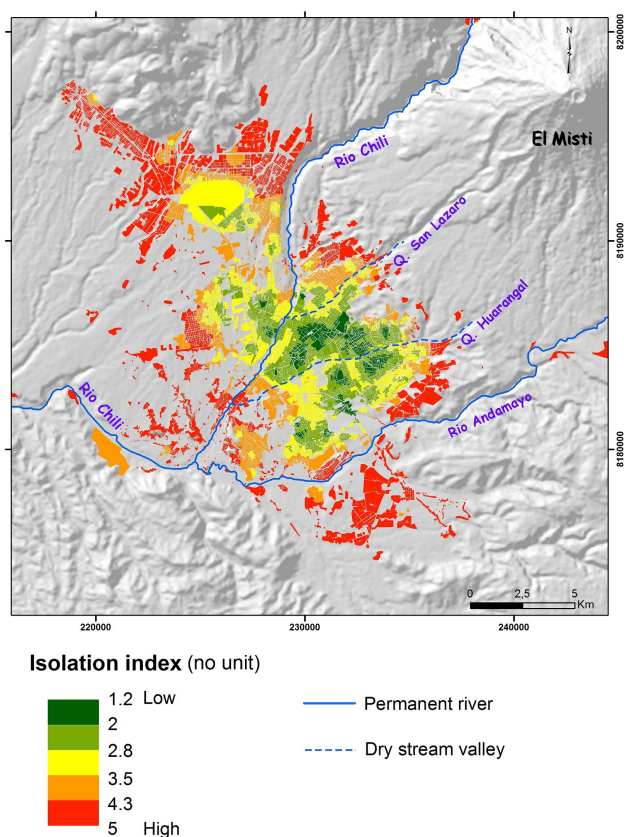 8200000
N
El Misti
Rio Chili
Q. San Lazaro
8190000
Q. Huarangal
Rio Chili
Rio Andamayo
8180000
0 2,5 5
Km
220000 230000 240000
Isolation index (no unit)
1.2 Low
2
2.8
3.5
4.3
5 High
Permanent river
Dry stream valley